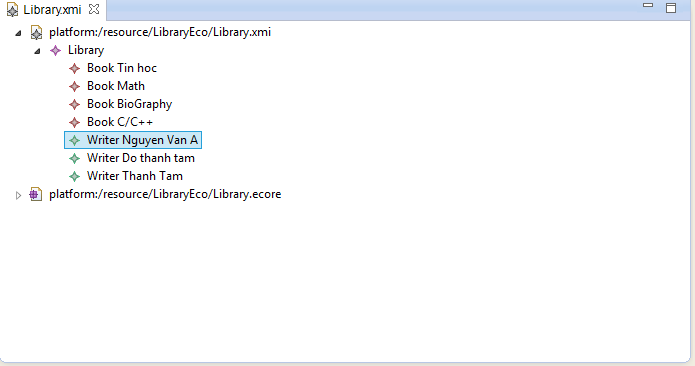 Library.xmi
platform:/resource/LibraryEco/Library.xmi
Library
Book Tin hoc
Book Math
Book BioGraphy
Book C/C++
Writer Nguyen Van A
Writer Do thanh tam
Writer Thanh Tam
platform:/resource/LibraryEco/Library.ecore